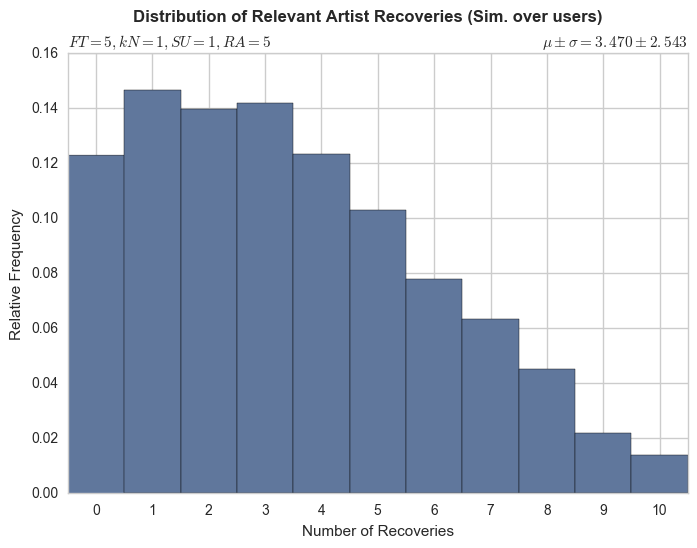 Distribution of Relevant Artist Recoveries (Sim. over users)
FT = 5, kN = 1, SU = 1, RA = 5
μ ± σ = 3.470 ± 2.543
0.16
0.14
0.12
0.10
0.08
0.06
0.04
0.02
0.00
Relative Frequency
0 1 2 3 4 5 6 7 8 9 10
Number of Recoveries